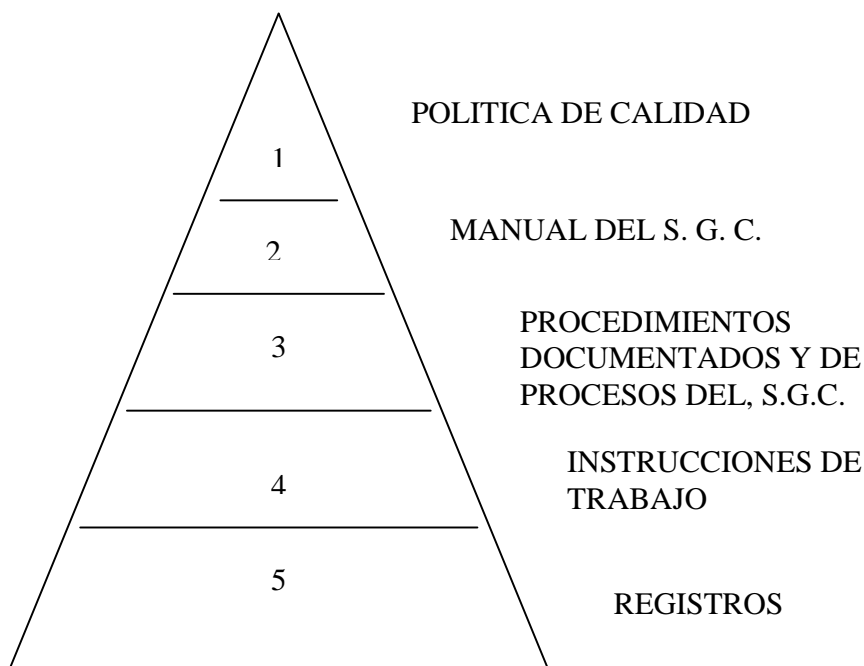 POLITICA DE CALIDAD
1
MANUAL DEL S. G. C.
2
PROCEDIMIENTOS
DOCUMENTADOS Y DE
PROCESOS DEL, S.G.C.
3
INSTRUCCIONES DE
TRABAJO
4
5
REGISTROS